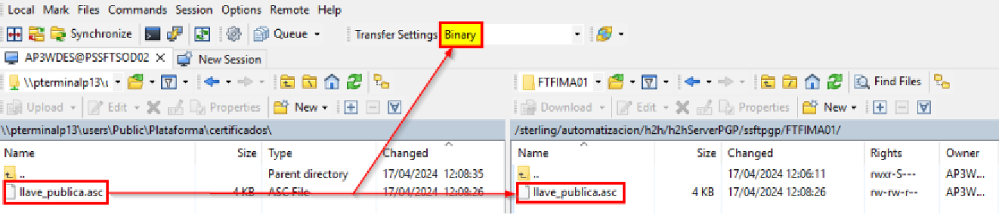 Local Mark Files Commands Session Options Remote Help
Synchronize Queue Transfer Settings Binary
AP3WDES@PSSFTSOD02 New Session
\\pterminalp13\u FTFIMA01 Find Files
Upload Edit Properties New Download Edit Properties New
\\pterminalp13\users\Public\Plataforma\certificados\ /sterling/automatizacion/h2h/h2hServerPGP/ssftpgp/FTFIMA01/
Name Size Type Changed Name Size Changed Rights Owner
.. Parent directory 17/04/2024 12:08:35 .. 17/04/2024 12:06:11 rwxr-S--- AP3W...
llave_publica.asc 4 KB ASC File 17/04/2024 12:08:26 llave_publica.asc 4 KB 17/04/2024 12:08:26 rw-rw-r-- AP3W...